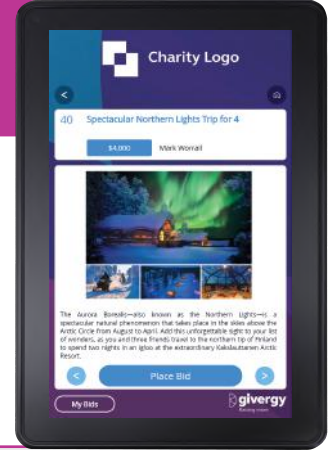 Charity Logo
40 Spectacular Northern Lights Trip for 4
$4,000 Mark Worrall
The Aurora Borealis—also known as the Northern Lights—is a
spectacular natural phenomenon that takes place in the skies above the
Arctic Circle from August to April. Add this unforgettable sight to your list
of wonders, as you and three friends travel to the northern tip of Finland
to spend two nights in an igloo at the extraordinary Kakslauttanen Arctic
Resort.
< Place Bid >
My Bids
givergy